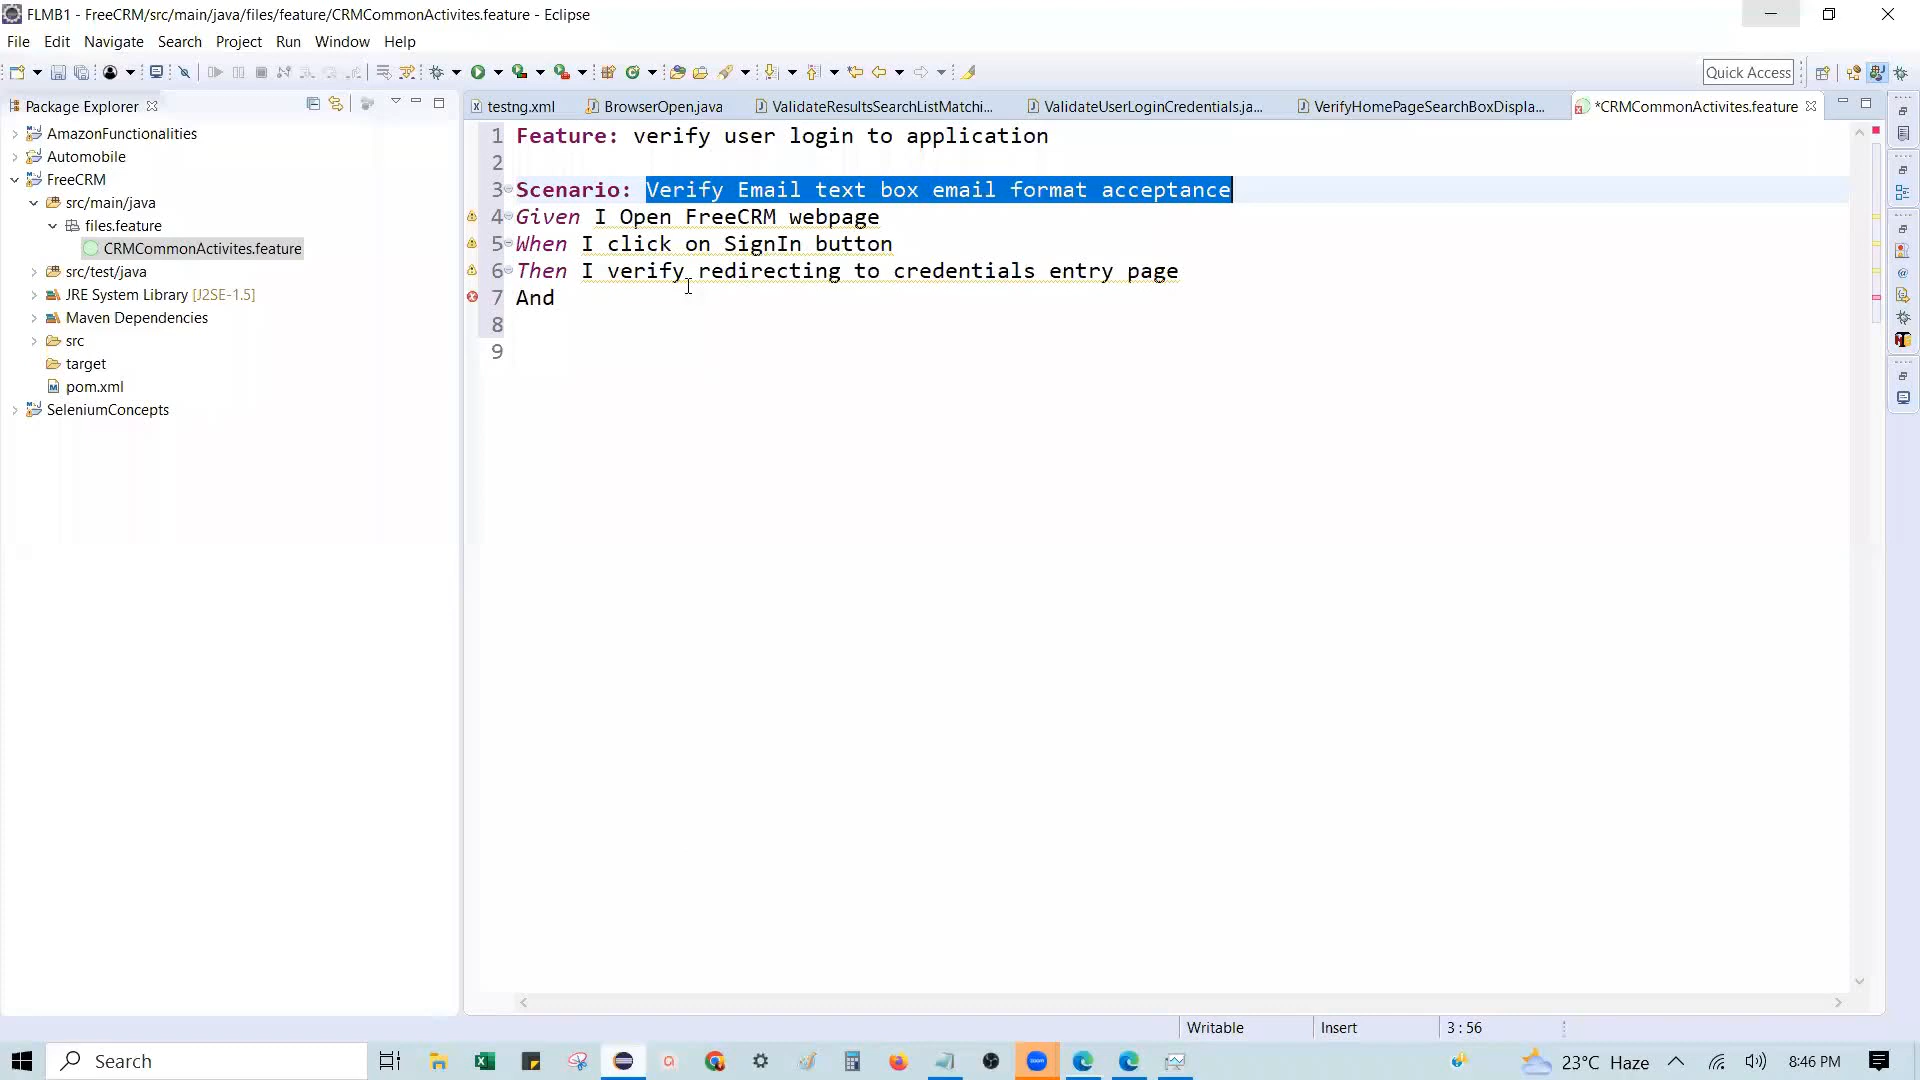 FLMB1 - FreeCRM/src/main/java/files/feature/CRMCommonActivites.feature - Eclipse
File Edit Navigate Search Project Run Window Help
Quick Access
Package Explorer
testng.xml BrowserOpen.java ValidateResultsSearchListMatchi... ValidateUserLoginCredentials.ja... VerifyHomePageSearchBoxDispla... *CRMCommonActivites.feature
AmazonFunctionalities
Automobile
FreeCRM
src/main/java
files.feature
CRMCommonActivites.feature
src/test/java
JRE System Library [J2SE-1.5]
Maven Dependencies
src
target
pom.xml
SeleniumConcepts
1 Feature: verify user login to application
2
3 Scenario: Verify Email text box email format acceptance
4 Given I Open FreeCRM webpage
5 When I click on SignIn button
6 Then I verify redirecting to credentials entry page
7 And
8
9
Writable Insert 3 : 56
Search 23°C Haze 8:46 PM